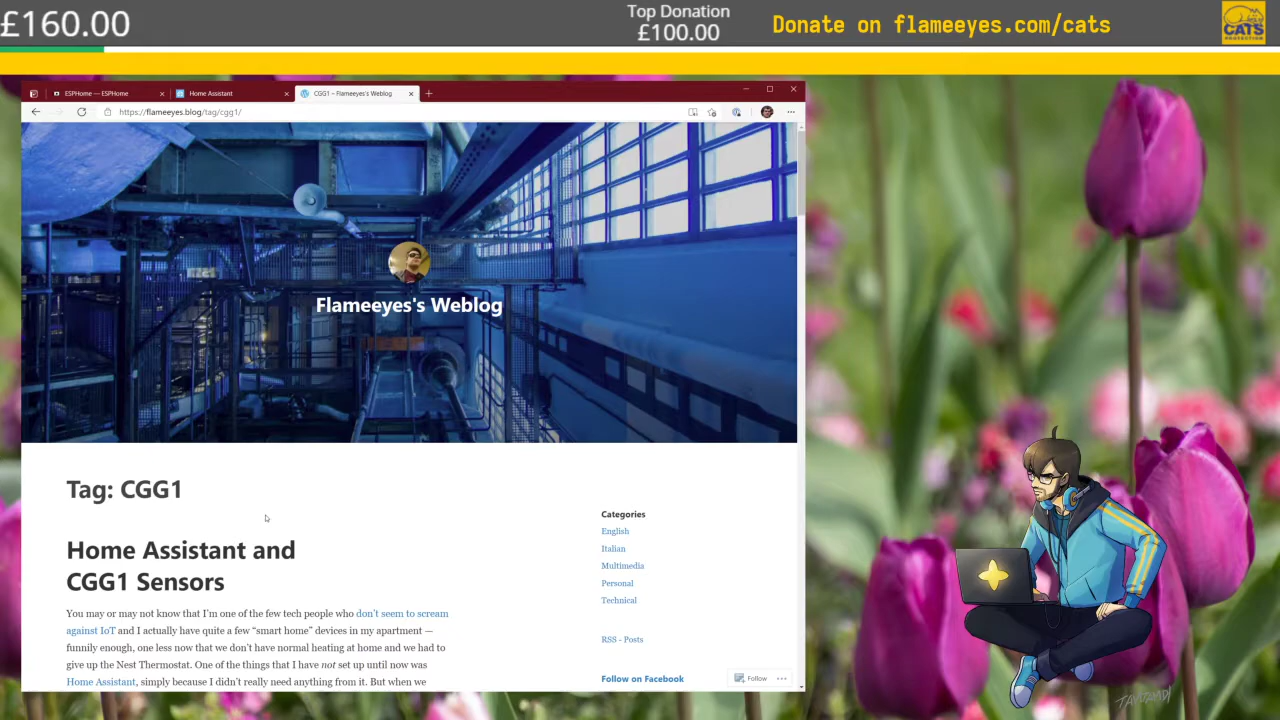 £160.00
Top Donation
£100.00
Donate on flameeyes.com/cats
CATS
PROTECTION
ESPHome — ESPHome
Home Assistant
CGG1 – Flameeyes's Weblog
https://flameeyes.blog/tag/cgg1/
Flameeyes's Weblog
Tag: CGG1
Home Assistant and
CGG1 Sensors
You may or may not know that I'm one of the few tech people who don't seem to scream
against IoT and I actually have quite a few “smart home” devices in my apartment —
funnily enough, one less now that we don't have normal heating at home and we had to
give up the Nest Thermostat. One of the things that I have not set up until now was
Home Assistant, simply because I didn't really need anything from it. But when we
Categories
English
Italian
Multimedia
Personal
Technical
RSS - Posts
Follow on Facebook
Follow